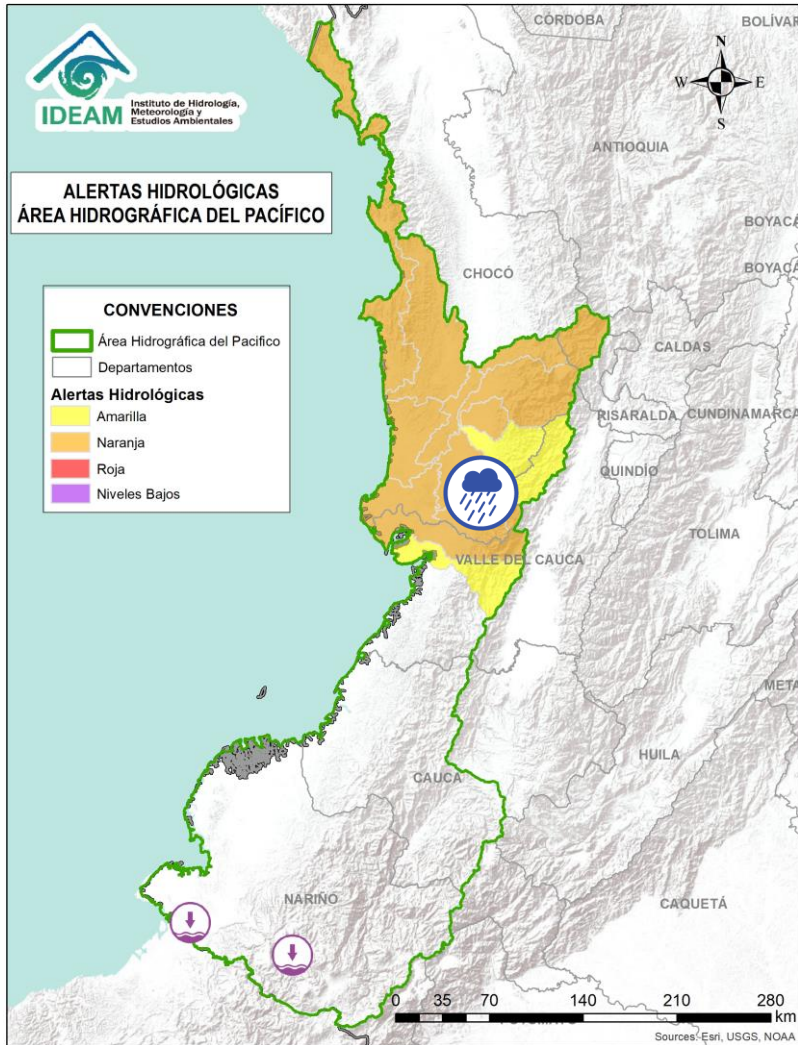 IDEAM
Instituto de Hidrología,
Meteorología y
Estudios Ambientales
ALERTAS HIDROLÓGICAS
ÁREA HIDROGRÁFICA DEL PACÍFICO
CONVENCIONES
Área Hidrográfica del Pacifico
Departamentos
Alertas Hidrológicas
Amarilla
Naranja
Roja
Niveles Bajos
CÓRDOBA
BOLÍVAR
N
W
E
S
ANTIOQUIA
BOYACÁ
BOYACÁ
CHOCÓ
CALDAS
RISARALDA
CUNDINAMARCA
QUINDÍO
TOLIMA
VALLE DEL CAUCA
META
HUILA
CAUCA
NARIÑO
CAQUETÁ
0 35 70 140 210 280
km
Sources: Esri, USGS, NOAA